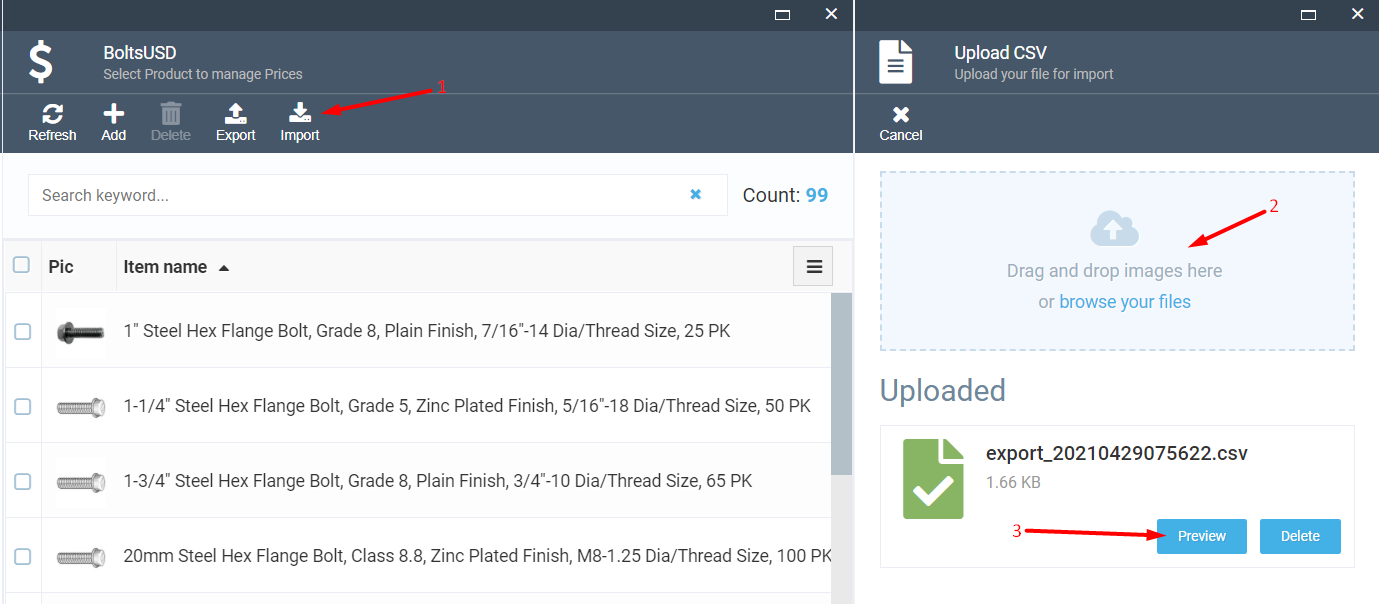 BoltsUSD
Select Product to manage Prices
1
Refresh
Add
Delete
Export
Import
Search keyword...
Count: 99
Pic
Item name
1" Steel Hex Flange Bolt, Grade 8, Plain Finish, 7/16"-14 Dia/Thread Size, 25 PK
1-1/4" Steel Hex Flange Bolt, Grade 5, Zinc Plated Finish, 5/16"-18 Dia/Thread Size, 50 PK
1-3/4" Steel Hex Flange Bolt, Grade 8, Plain Finish, 3/4"-10 Dia/Thread Size, 65 PK
20mm Steel Hex Flange Bolt, Class 8.8, Zinc Plated Finish, M8-1.25 Dia/Thread Size, 100 PK
Upload CSV
Upload your file for import
Cancel
2
Drag and drop images here
or browse your files
Uploaded
export_20210429075622.csv
1.66 KB
3
Preview
Delete